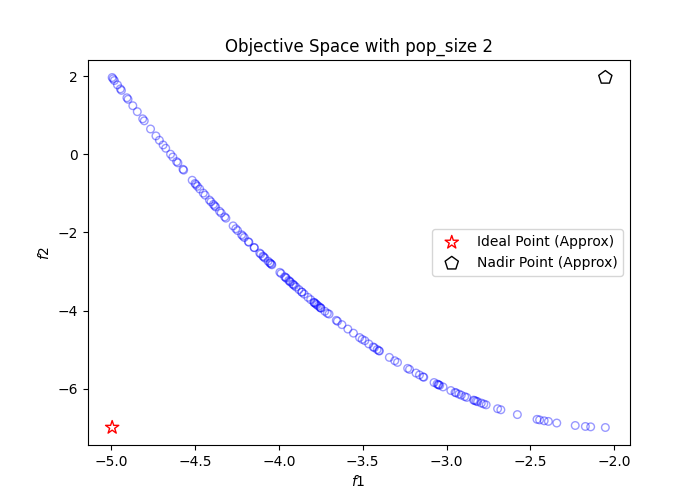 Objective Space with pop_size 2
2
0
−2
−4
−6
f2
Ideal Point (Approx)
Nadir Point (Approx)
−5.0 −4.5 −4.0 −3.5 −3.0 −2.5 −2.0
f1